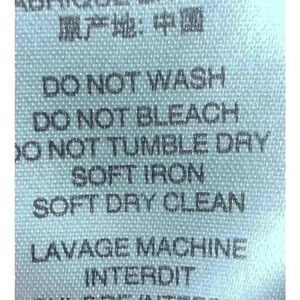 原产地: 中國
DO NOT WASH
DO NOT BLEACH
DO NOT TUMBLE DRY
SOFT IRON
SOFT DRY CLEAN
LAVAGE MACHINE
INTERDIT